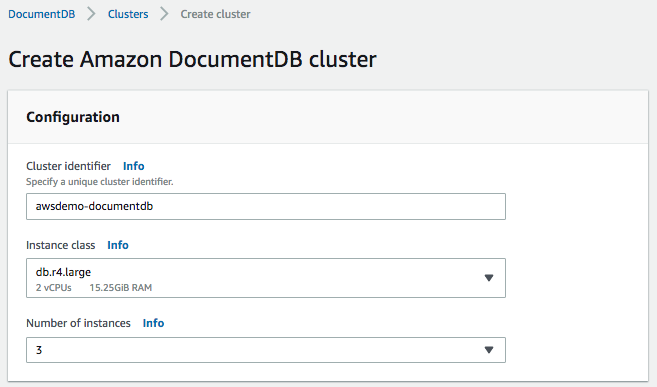 DocumentDB > Clusters > Create cluster
Create Amazon DocumentDB cluster
Configuration
Cluster identifier Info
Specify a unique cluster identifier.
awsdemo-documentdb
Instance class Info
db.r4.large
2 vCPUs 15.25GiB RAM
Number of instances Info
3